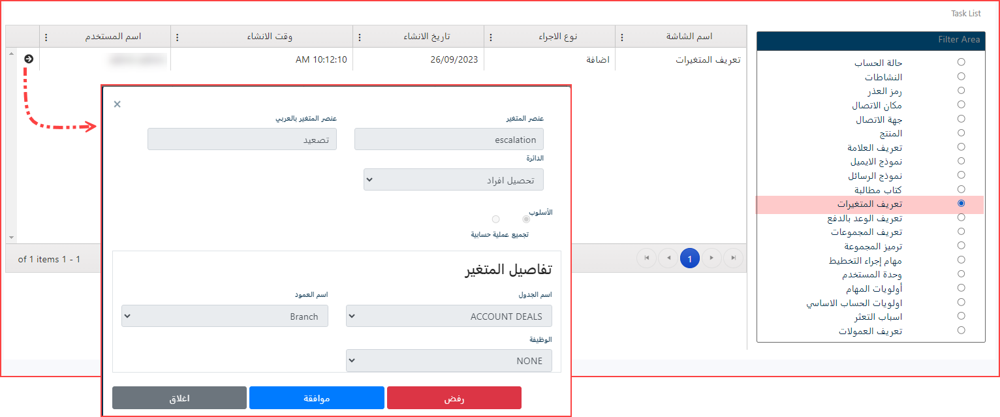 Task List
Filter Area
حالة الحساب
النشاطات
رمز العذر
مكان الاتصال
جهة الاتصال
المنتج
تعريف العلامة
نموذج الايميل
نموذج الرسائل
كتاب مطالبة
تعريف المتغيرات
تعريف الوعد بالدفع
تعريف المجموعات
ترميز المجموعة
مهام إجراء التخطيط
وحدة المستخدم
أولويات المهام
اولويات الحساب الاساسي
اسباب التعثر
تعريف العمولات
اسم الشاشة نوع الاجراء تاريخ الانشاء وقت الانشاء اسم المستخدم
تعريف المتغيرات اضافة 26/09/2023 10:12:10 AM
1
of 1 items 1 - 1
×
عنصر المتغير عنصر المتغير بالعربي
escalation تصعيد
الدائرة
تحصيل افراد
الأسلوب
تجميع عملية حسابية
تفاصيل المتغير
اسم الجدول اسم العمود
ACCOUNT DEALS Branch
الوظيفة
NONE
رفض موافقة اغلاق